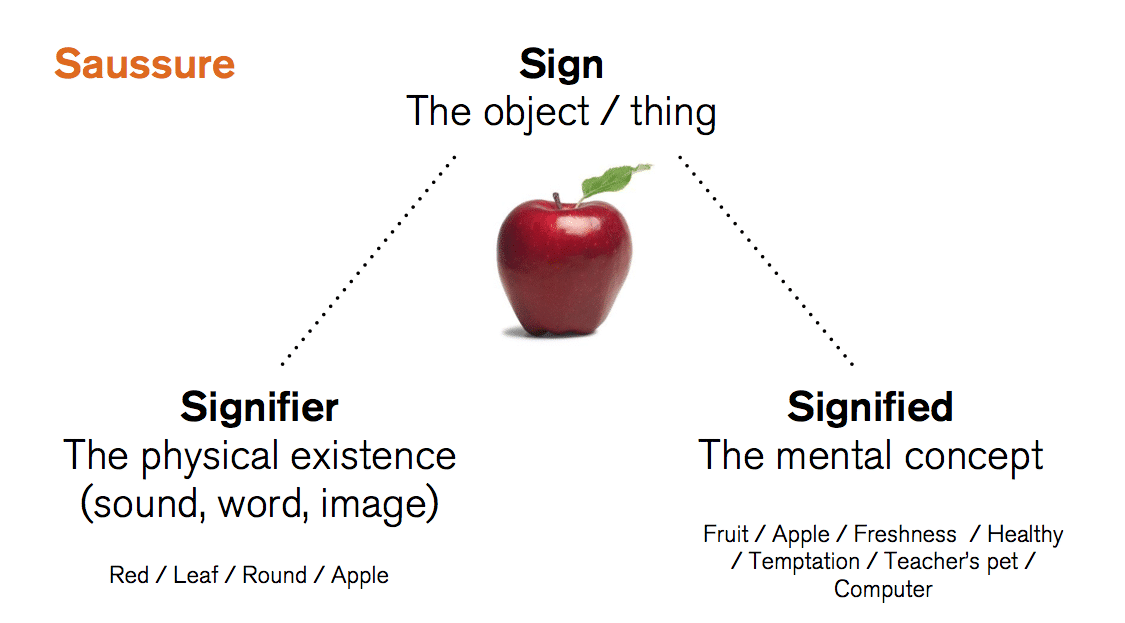 Saussure
Sign
The object / thing
Signifier
The physical existence
(sound, word, image)
Red / Leaf / Round / Apple
Signified
The mental concept
Fruit / Apple / Freshness / Healthy
/ Temptation / Teacher's pet /
Computer